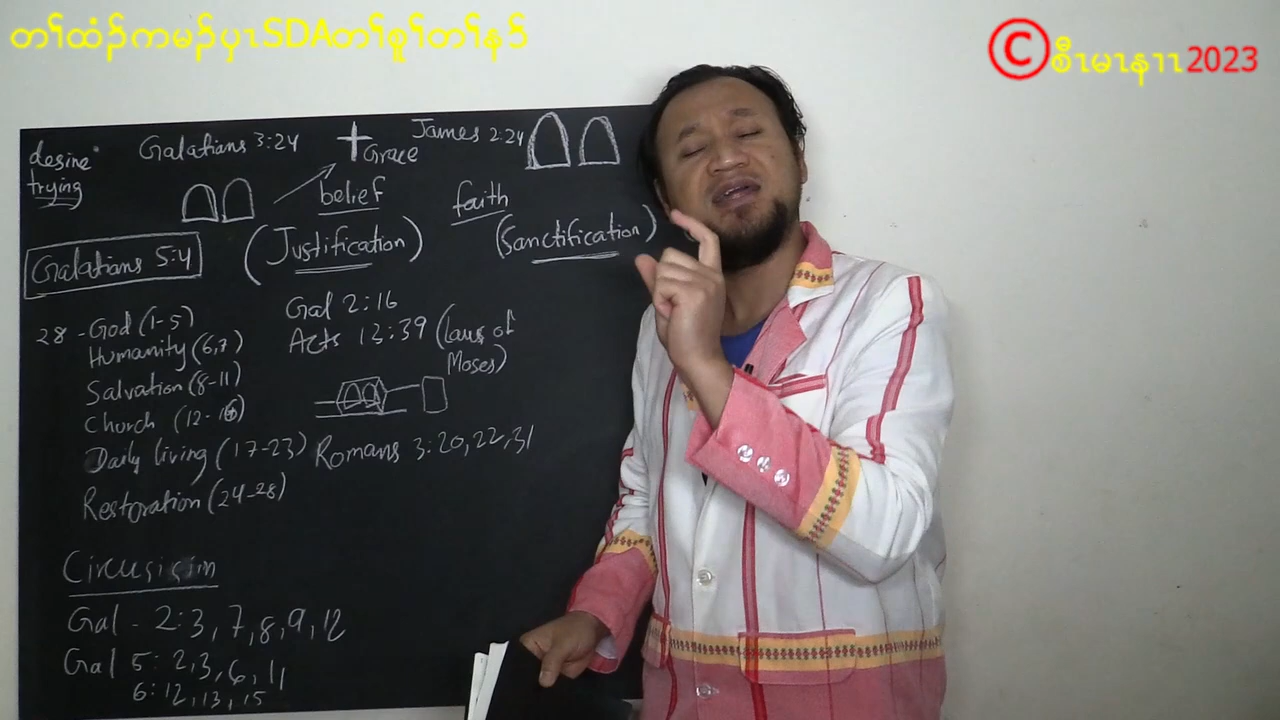 တၢ်ထံၣ်ကမၣ်ပှၤSDAတၢ်စူၢ်တၢ်နာ်
©စီၤမၤနၢၤ2023
desire
trying
Galatians 3:24
Grace
James 2:24
belief
faith
(Justification)
(Sanctification)
Galatians 5:4
Gal 2:16
Acts 13:39 (Laws of
Moses)
28 - God (1-5)
Humanity (6,7)
Salvation (8-11)
Church (12-18)
Daily living (17-23)
Restoration (24-28)
Romans 3:20,22,31
Circusisim
Gal - 2:3,7,8,9,12
Gal 5: 2,3,6,11
6:12,13,15